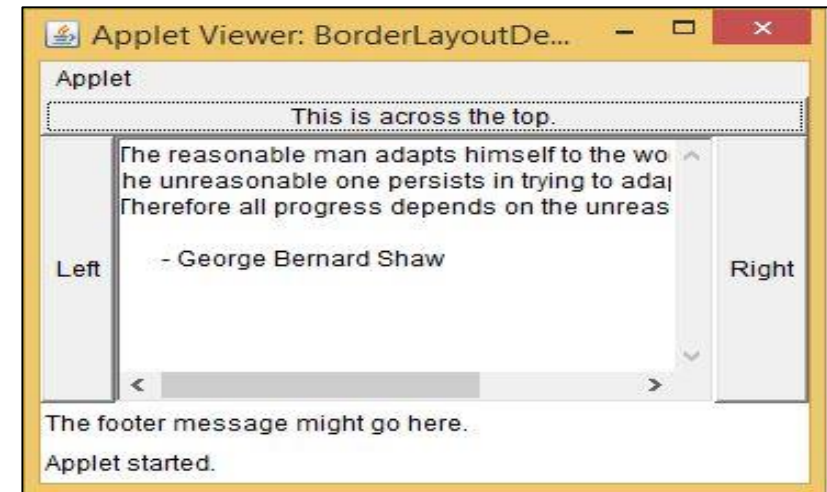 Applet Viewer: BorderLayoutDe...
Applet
This is across the top.
The reasonable man adapts himself to the wo
he unreasonable one persists in trying to adap
Therefore all progress depends on the unreas
- George Bernard Shaw
Left
Right
The footer message might go here.
Applet started.